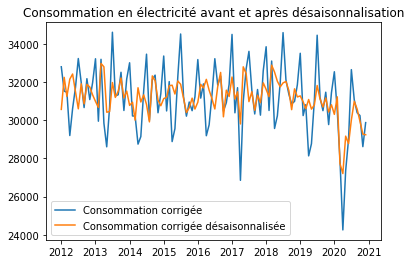 Consommation en électricité avant et après désaisonnalisation
34000
32000
30000
28000
26000
24000
Consommation corrigée
Consommation corrigée désaisonnalisée
2012 2013 2014 2015 2016 2017 2018 2019 2020 2021